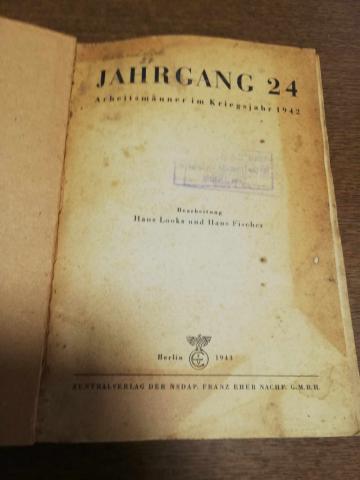 JAHRGANG 24
Arbeitsmänner im Kriegsjahr 1942
Bearbeitung
Hans Looks und Hans Fischer
Berlin 1943
ZENTRALVERLAG DER NSDAP. FRANZ EHER NACHF. G.M.B.H.